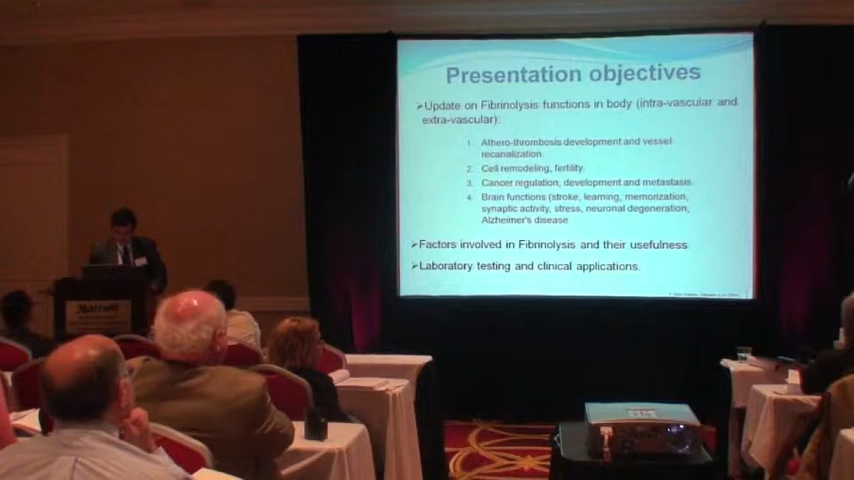 Presentation objectives
➢Update on Fibrinolysis functions in body (intra-vascular and
extra-vascular):
1. Athero-thrombosis development and vessel
recanalization.
2. Cell remodeling, fertility.
3. Cancer regulation, development and metastasis.
4. Brain functions (stroke, learning, memorization,
synaptic activity, stress, neuronal degeneration,
Alzheimer's disease
➢Factors involved in Fibrinolysis and their usefulness
➢Laboratory testing and clinical applications.
Marriott